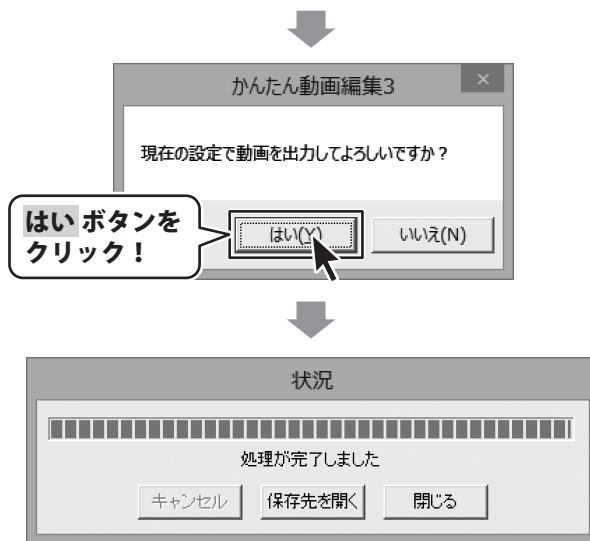 かんたん動画編集3
現在の設定で動画を出力してよろしいですか？
はい ボタンを
クリック！
はい(Y)
いいえ(N)
状況
処理が完了しました
キャンセル
保存先を開く
閉じる